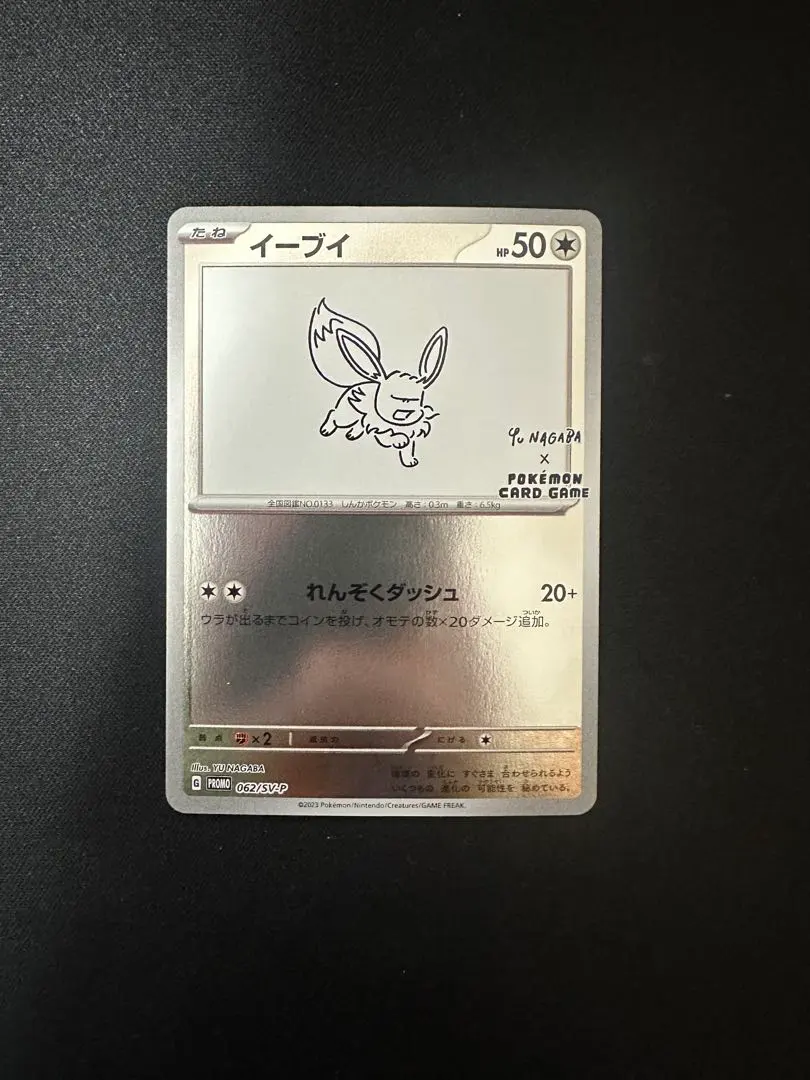 たね イーブイ HP50
YU NAGABA
×
POKÉMON
CARD GAME
全国図鑑NO.0133 しんかポケモン 高さ：0.3m 重さ：6.5kg
れんぞくダッシュ 20+
ウラが出るまでコインを投げ、オモテの数×20ダメージ追加。
弱点 ×2 抵抗力 にげる
Illus. YU NAGABA
環境の 変化に すぐさま 合わせられるよう
G PROMO 062/SV-P いくつもの 進化の 可能性を 秘めている。
©2023 Pokémon/Nintendo/Creatures/GAME FREAK.